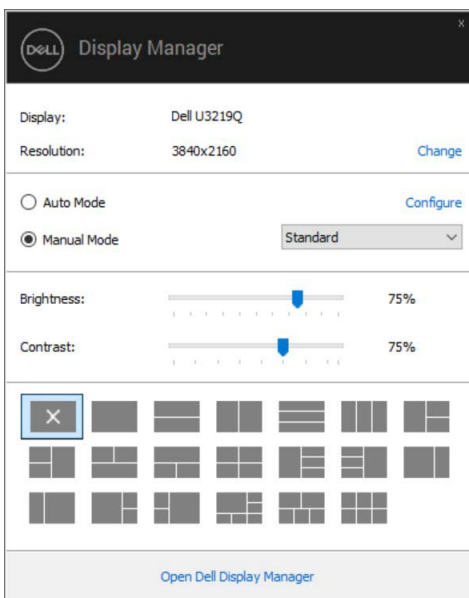 x
DELL Display Manager
Display: Dell U3219Q
Resolution: 3840x2160 Change
Auto Mode Configure
Manual Mode Standard
Brightness: 75%
Contrast: 75%
Open Dell Display Manager